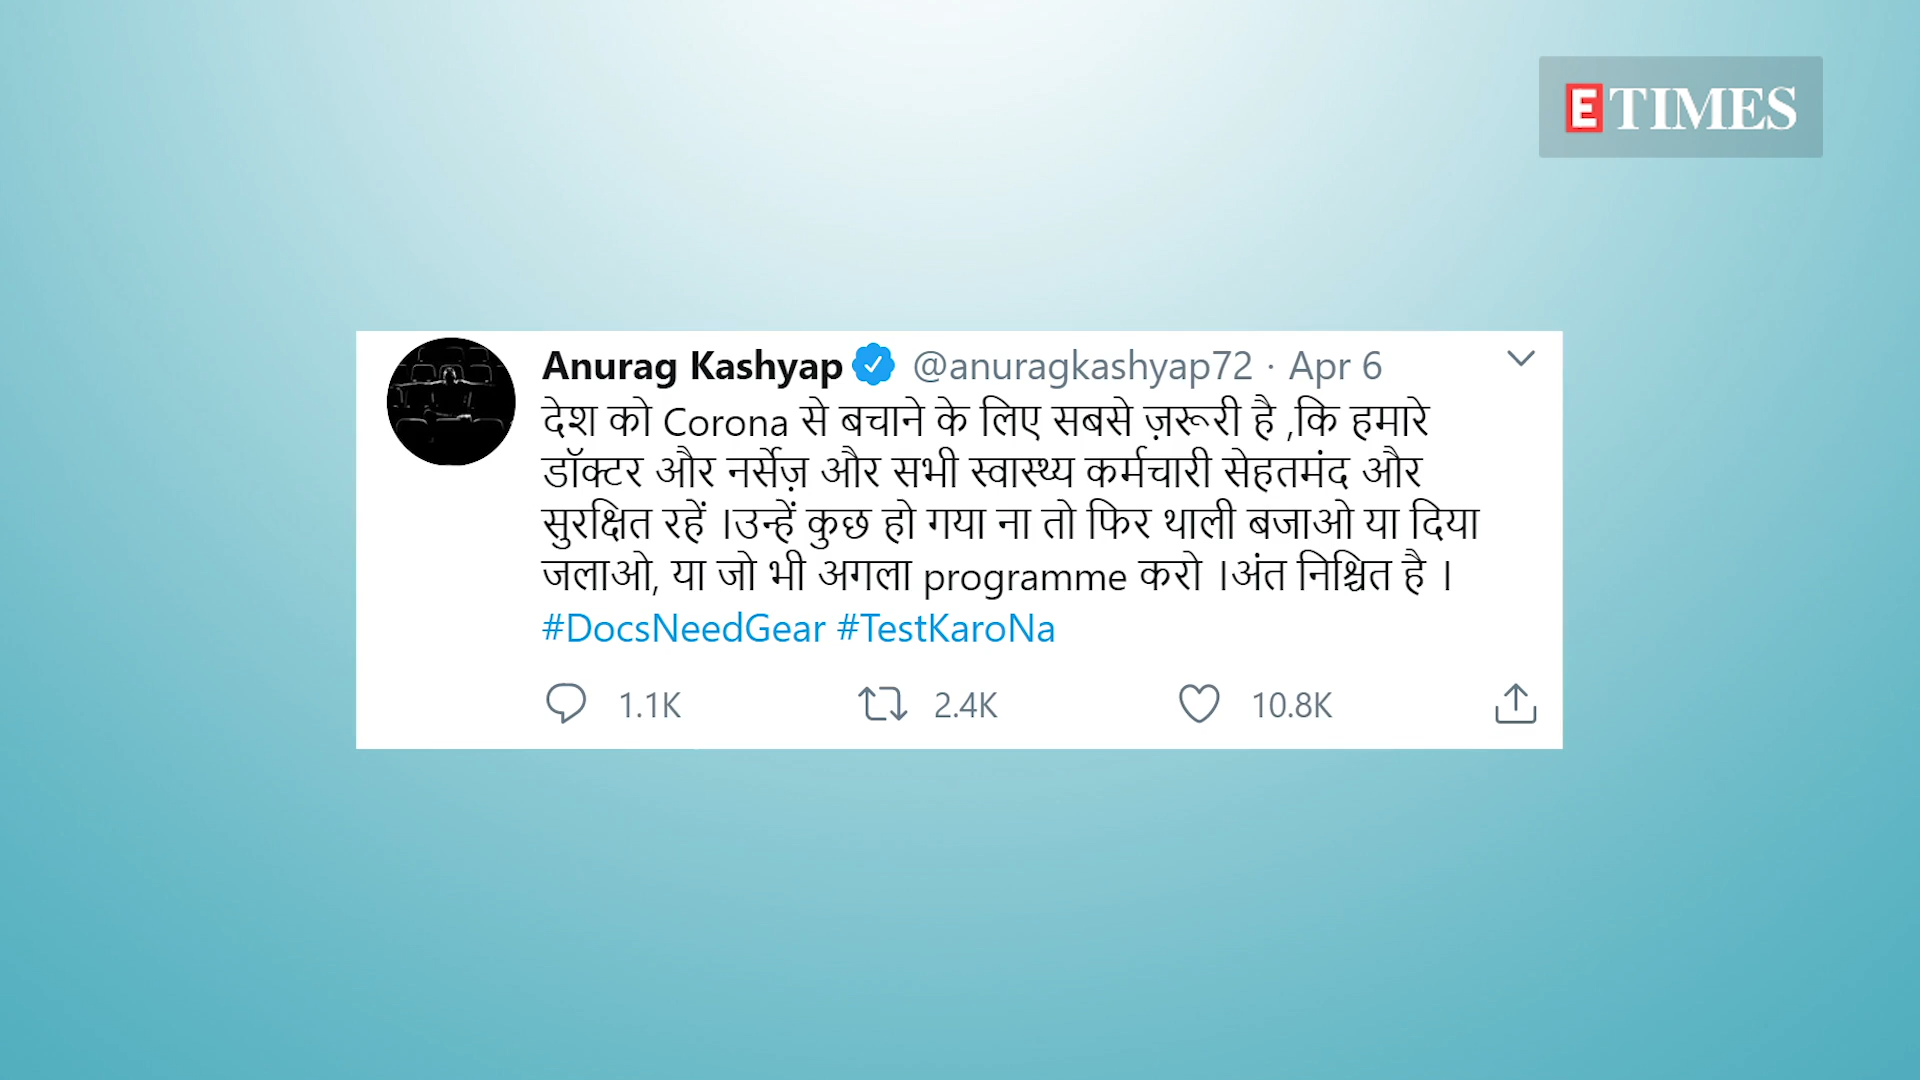 E TIMES
Anurag Kashyap @anuragkashyap72 · Apr 6
देश को Corona से बचाने के लिए सबसे ज़रूरी है ,कि हमारे
डॉक्टर और नर्सेज़ और सभी स्वास्थ्य कर्मचारी सेहतमंद और
सुरक्षित रहें ।उन्हें कुछ हो गया ना तो फिर थाली बजाओ या दिया
जलाओ, या जो भी अगला programme करो ।अंत निश्चित है ।
#DocsNeedGear #TestKaroNa
1.1K 2.4K 10.8K